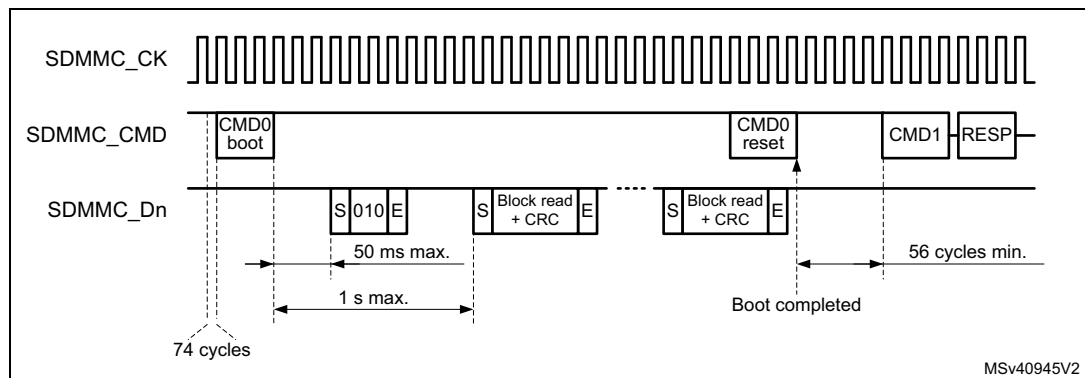 SDMMC_CK
SDMMC_CMD
CMD0
boot
CMD0
reset
CMD1
RESP
SDMMC_Dn
S
010
E
S
Block read
+ CRC
E
S
Block read
+ CRC
E
50 ms max.
56 cycles min.
1 s max.
Boot completed
74 cycles
MSv40945V2